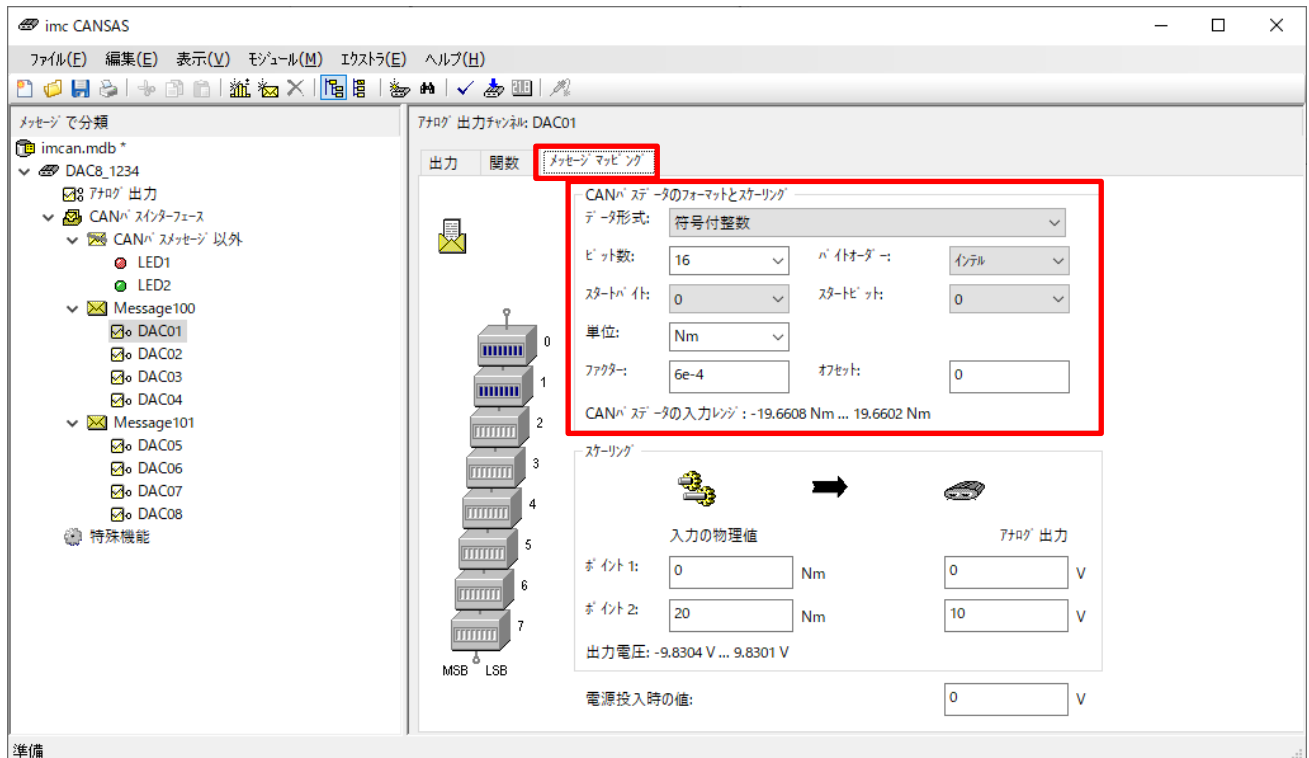 imc CANSAS
ファイル(F) 編集(E) 表示(V) モジュール(M) エクストラ(E) ヘルプ(H)
メッセージで分類
imcan.mdb *
DAC8_1234
アナログ出力
CANバスインターフェース
CANバスメッセージ以外
LED1
LED2
Message100
DAC01
DAC02
DAC03
DAC04
Message101
DAC05
DAC06
DAC07
DAC08
特殊機能
アナログ出力チャンネル: DAC01
出力 関数 メッセージマッピング
CANバスデータのフォーマットとスケーリング
データ形式: 符号付整数
ビット数: 16 バイトオーダー: インテル
スタートバイト: 0 スタートビット: 0
単位: Nm
ファクター: 6e-4 オフセット: 0
CANバスデータの入力レンジ: -19.6608 Nm ... 19.6602 Nm
0
1
2
3
4
5
6
7
MSB LSB
スケーリング
入力の物理値 アナログ出力
ポイント1: 0 Nm 0 V
ポイント2: 20 Nm 10 V
出力電圧: -9.8304 V ... 9.8301 V
電源投入時の値: 0 V
準備